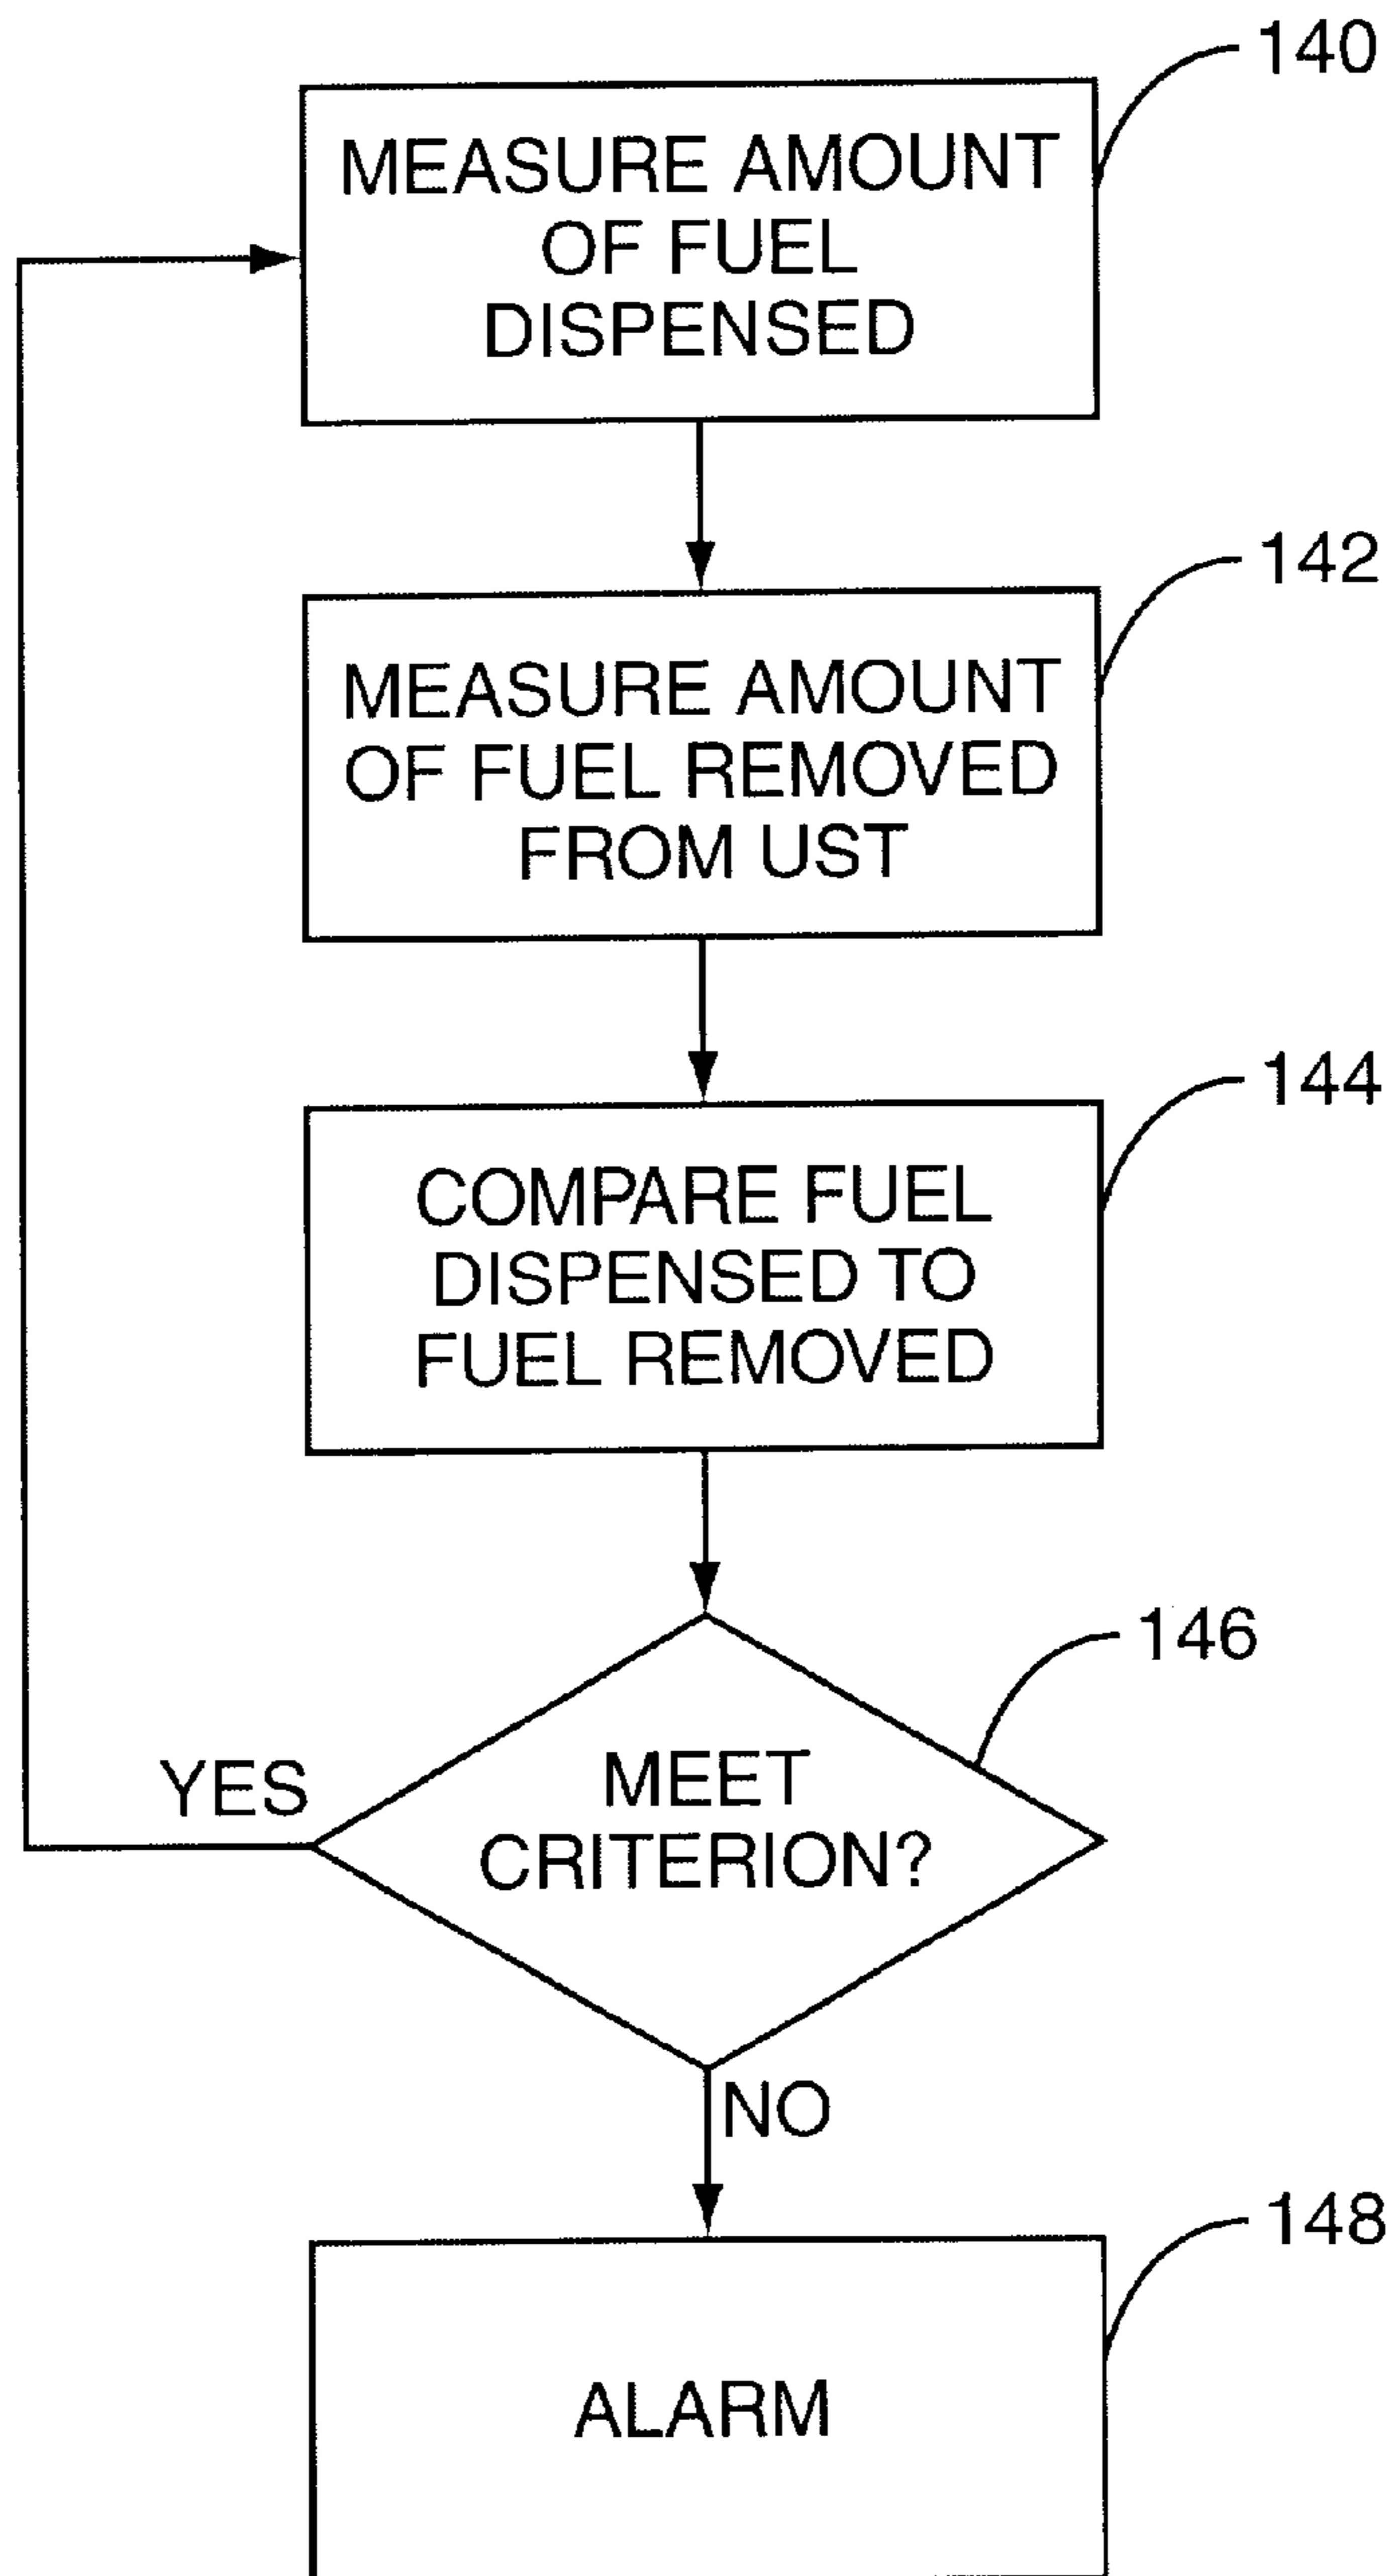 140
MEASURE AMOUNT
OF FUEL
DISPENSED
142
MEASURE AMOUNT
OF FUEL REMOVED
FROM UST
144
COMPARE FUEL
DISPENSED TO
FUEL REMOVED
146
MEET
CRITERION?
YES
NO
148
ALARM